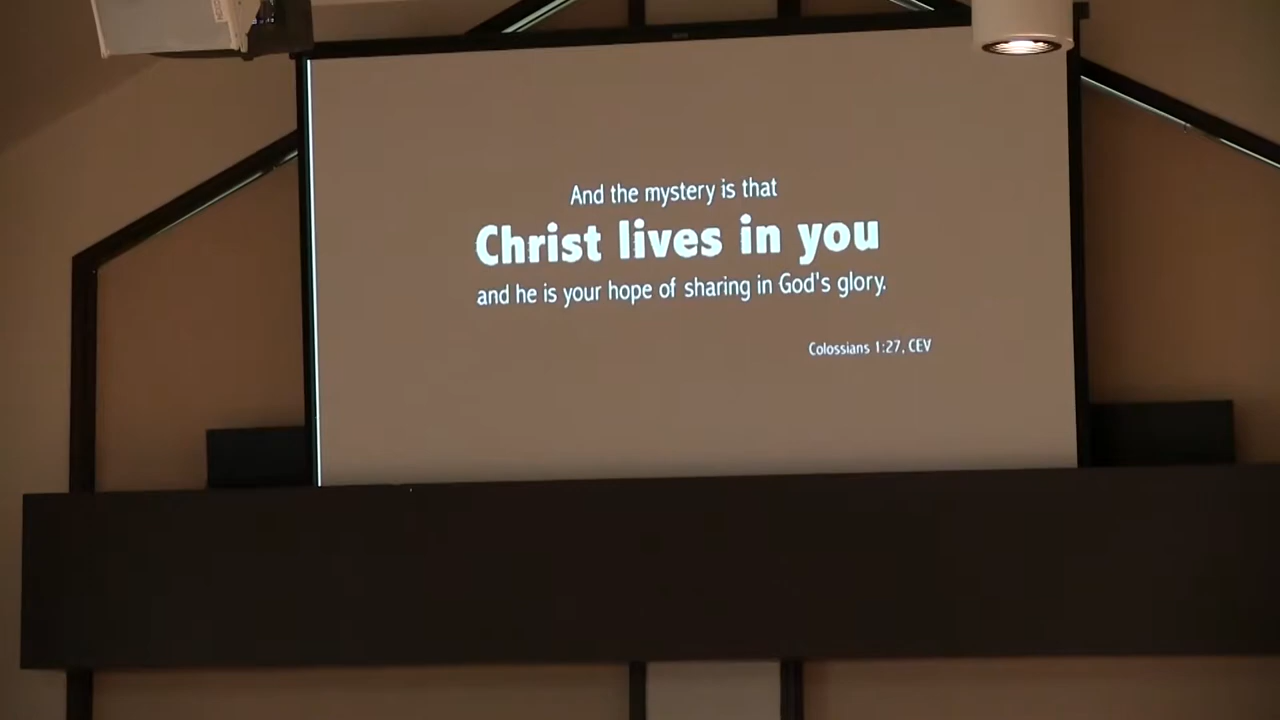 And the mystery is that
Christ lives in you
and he is your hope of sharing in God's glory.
Colossians 1:27, CEV